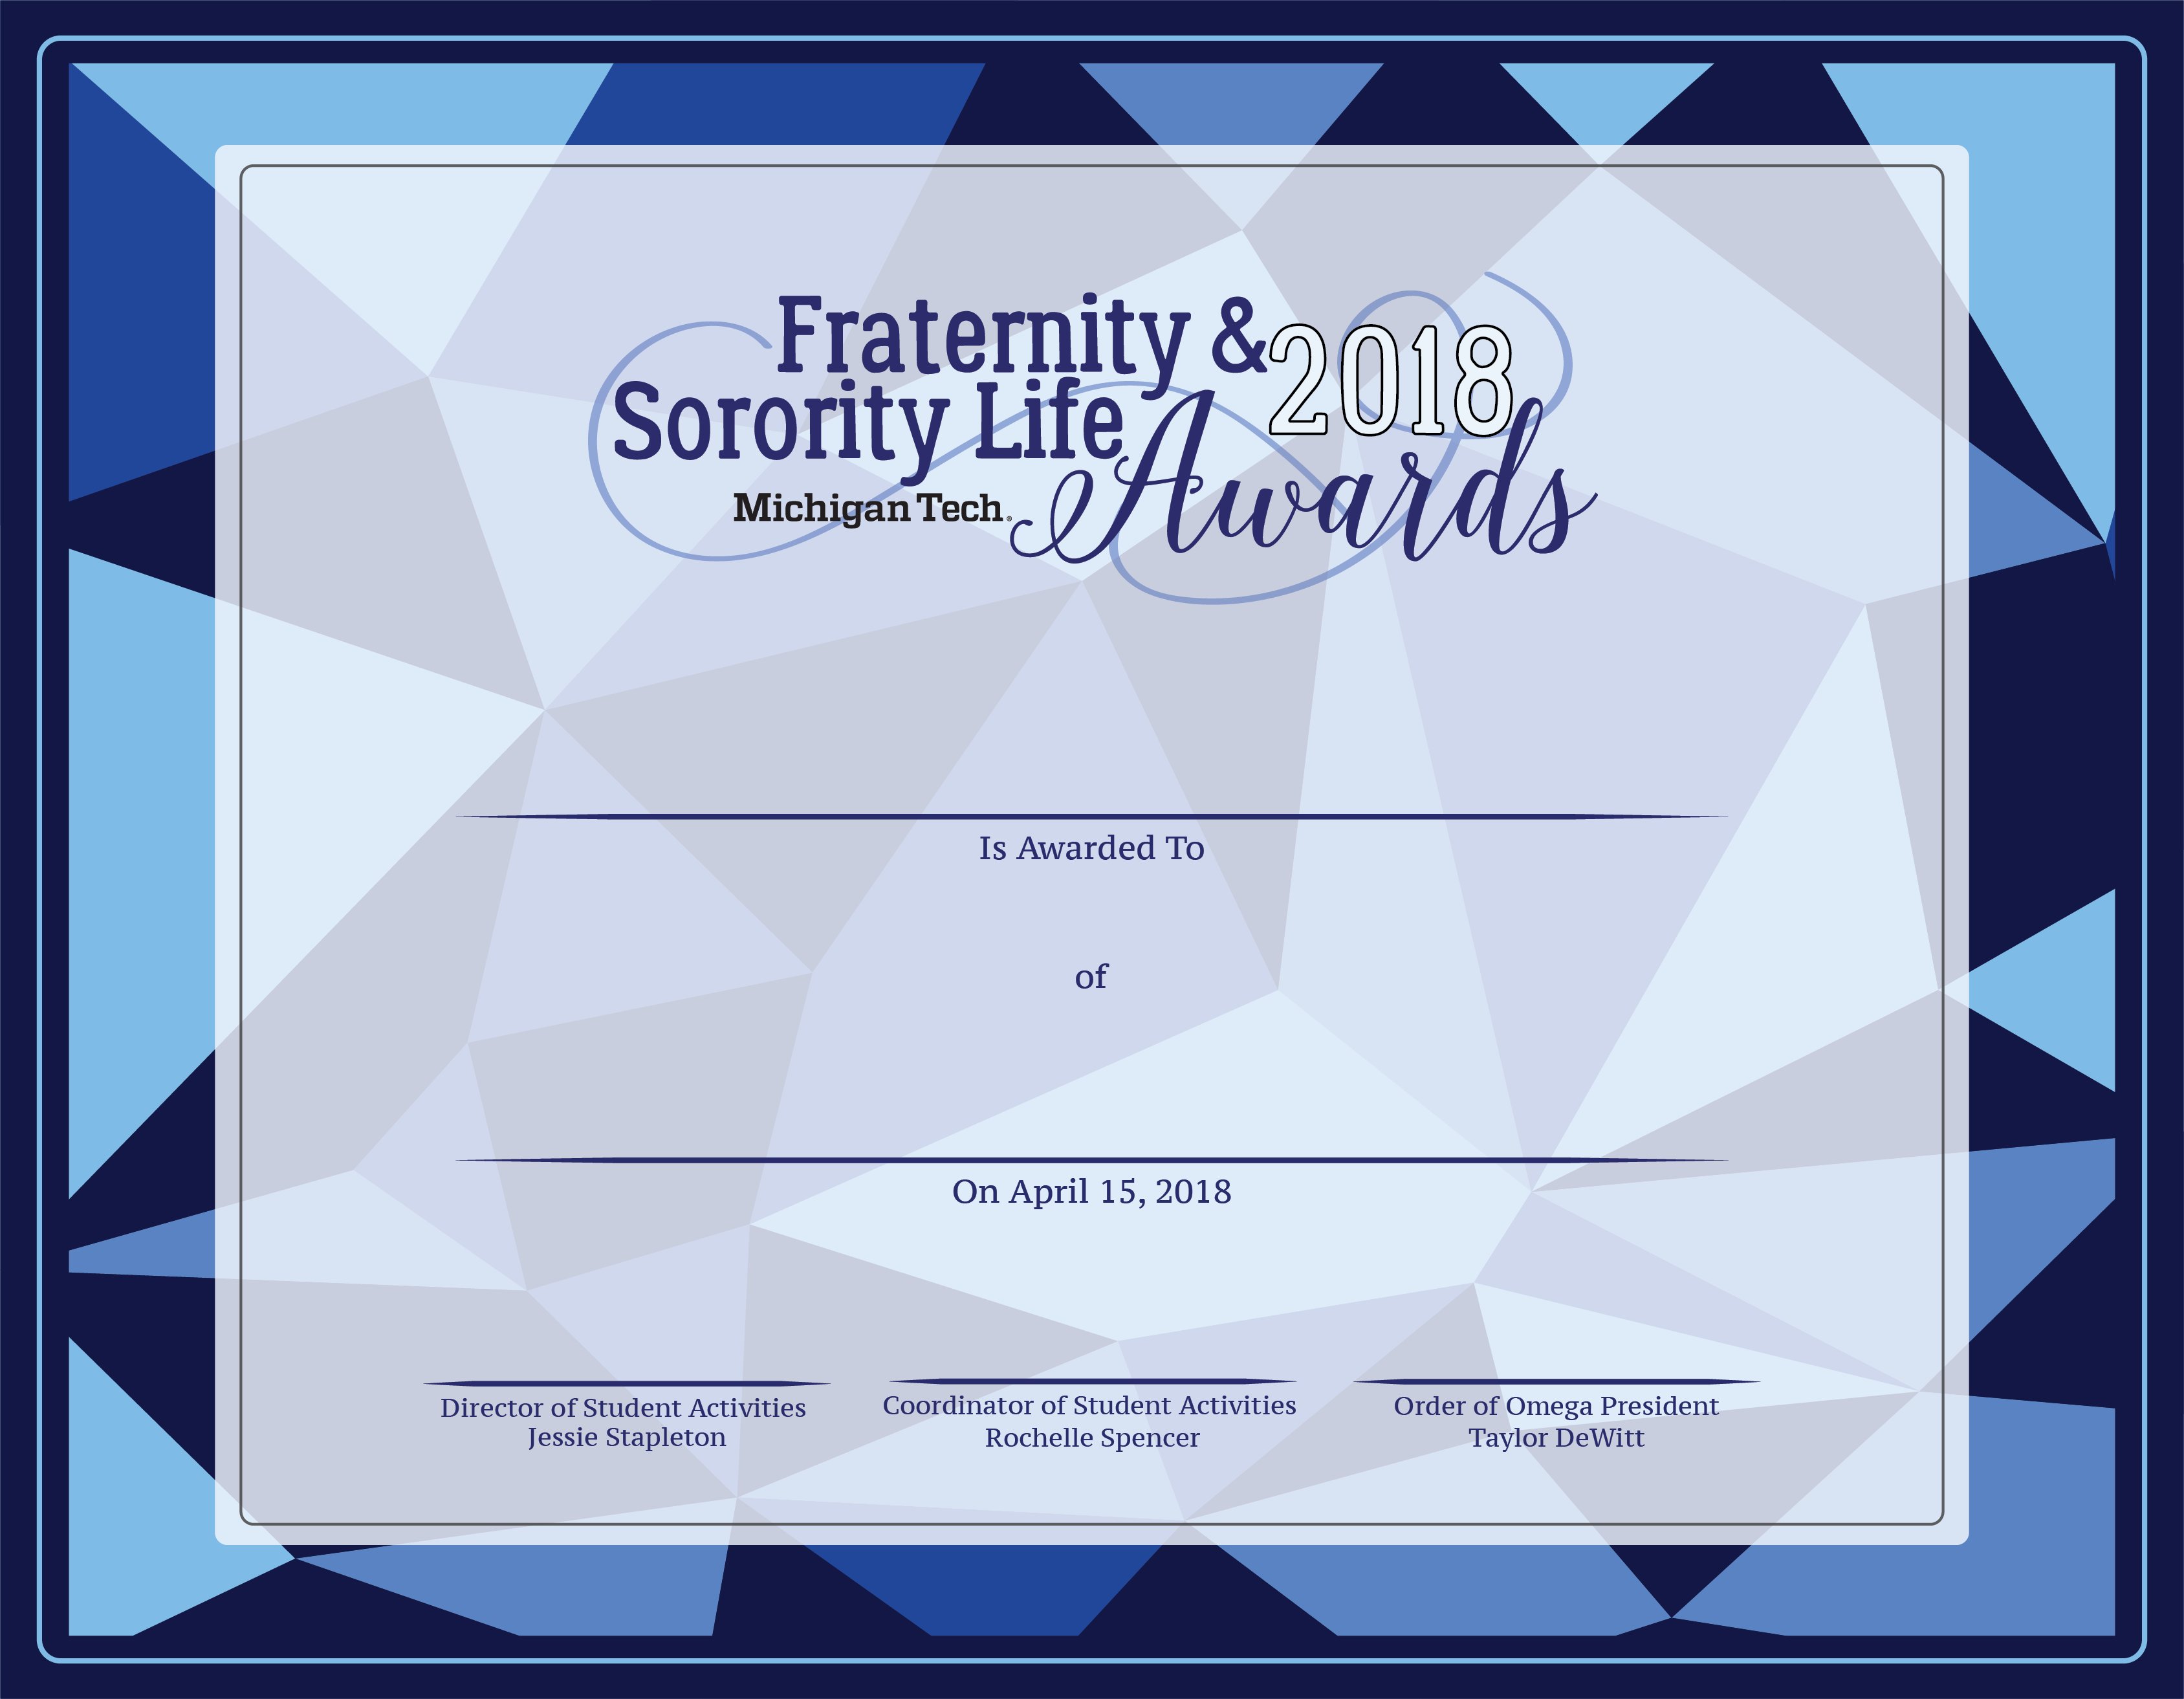 Fraternity & 2018
Sorority Life
Michigan Tech® Awards
Is Awarded To
of
On April 15, 2018
Director of Student Activities
Jessie Stapleton
Coordinator of Student Activities
Rochelle Spencer
Order of Omega President
Taylor DeWitt